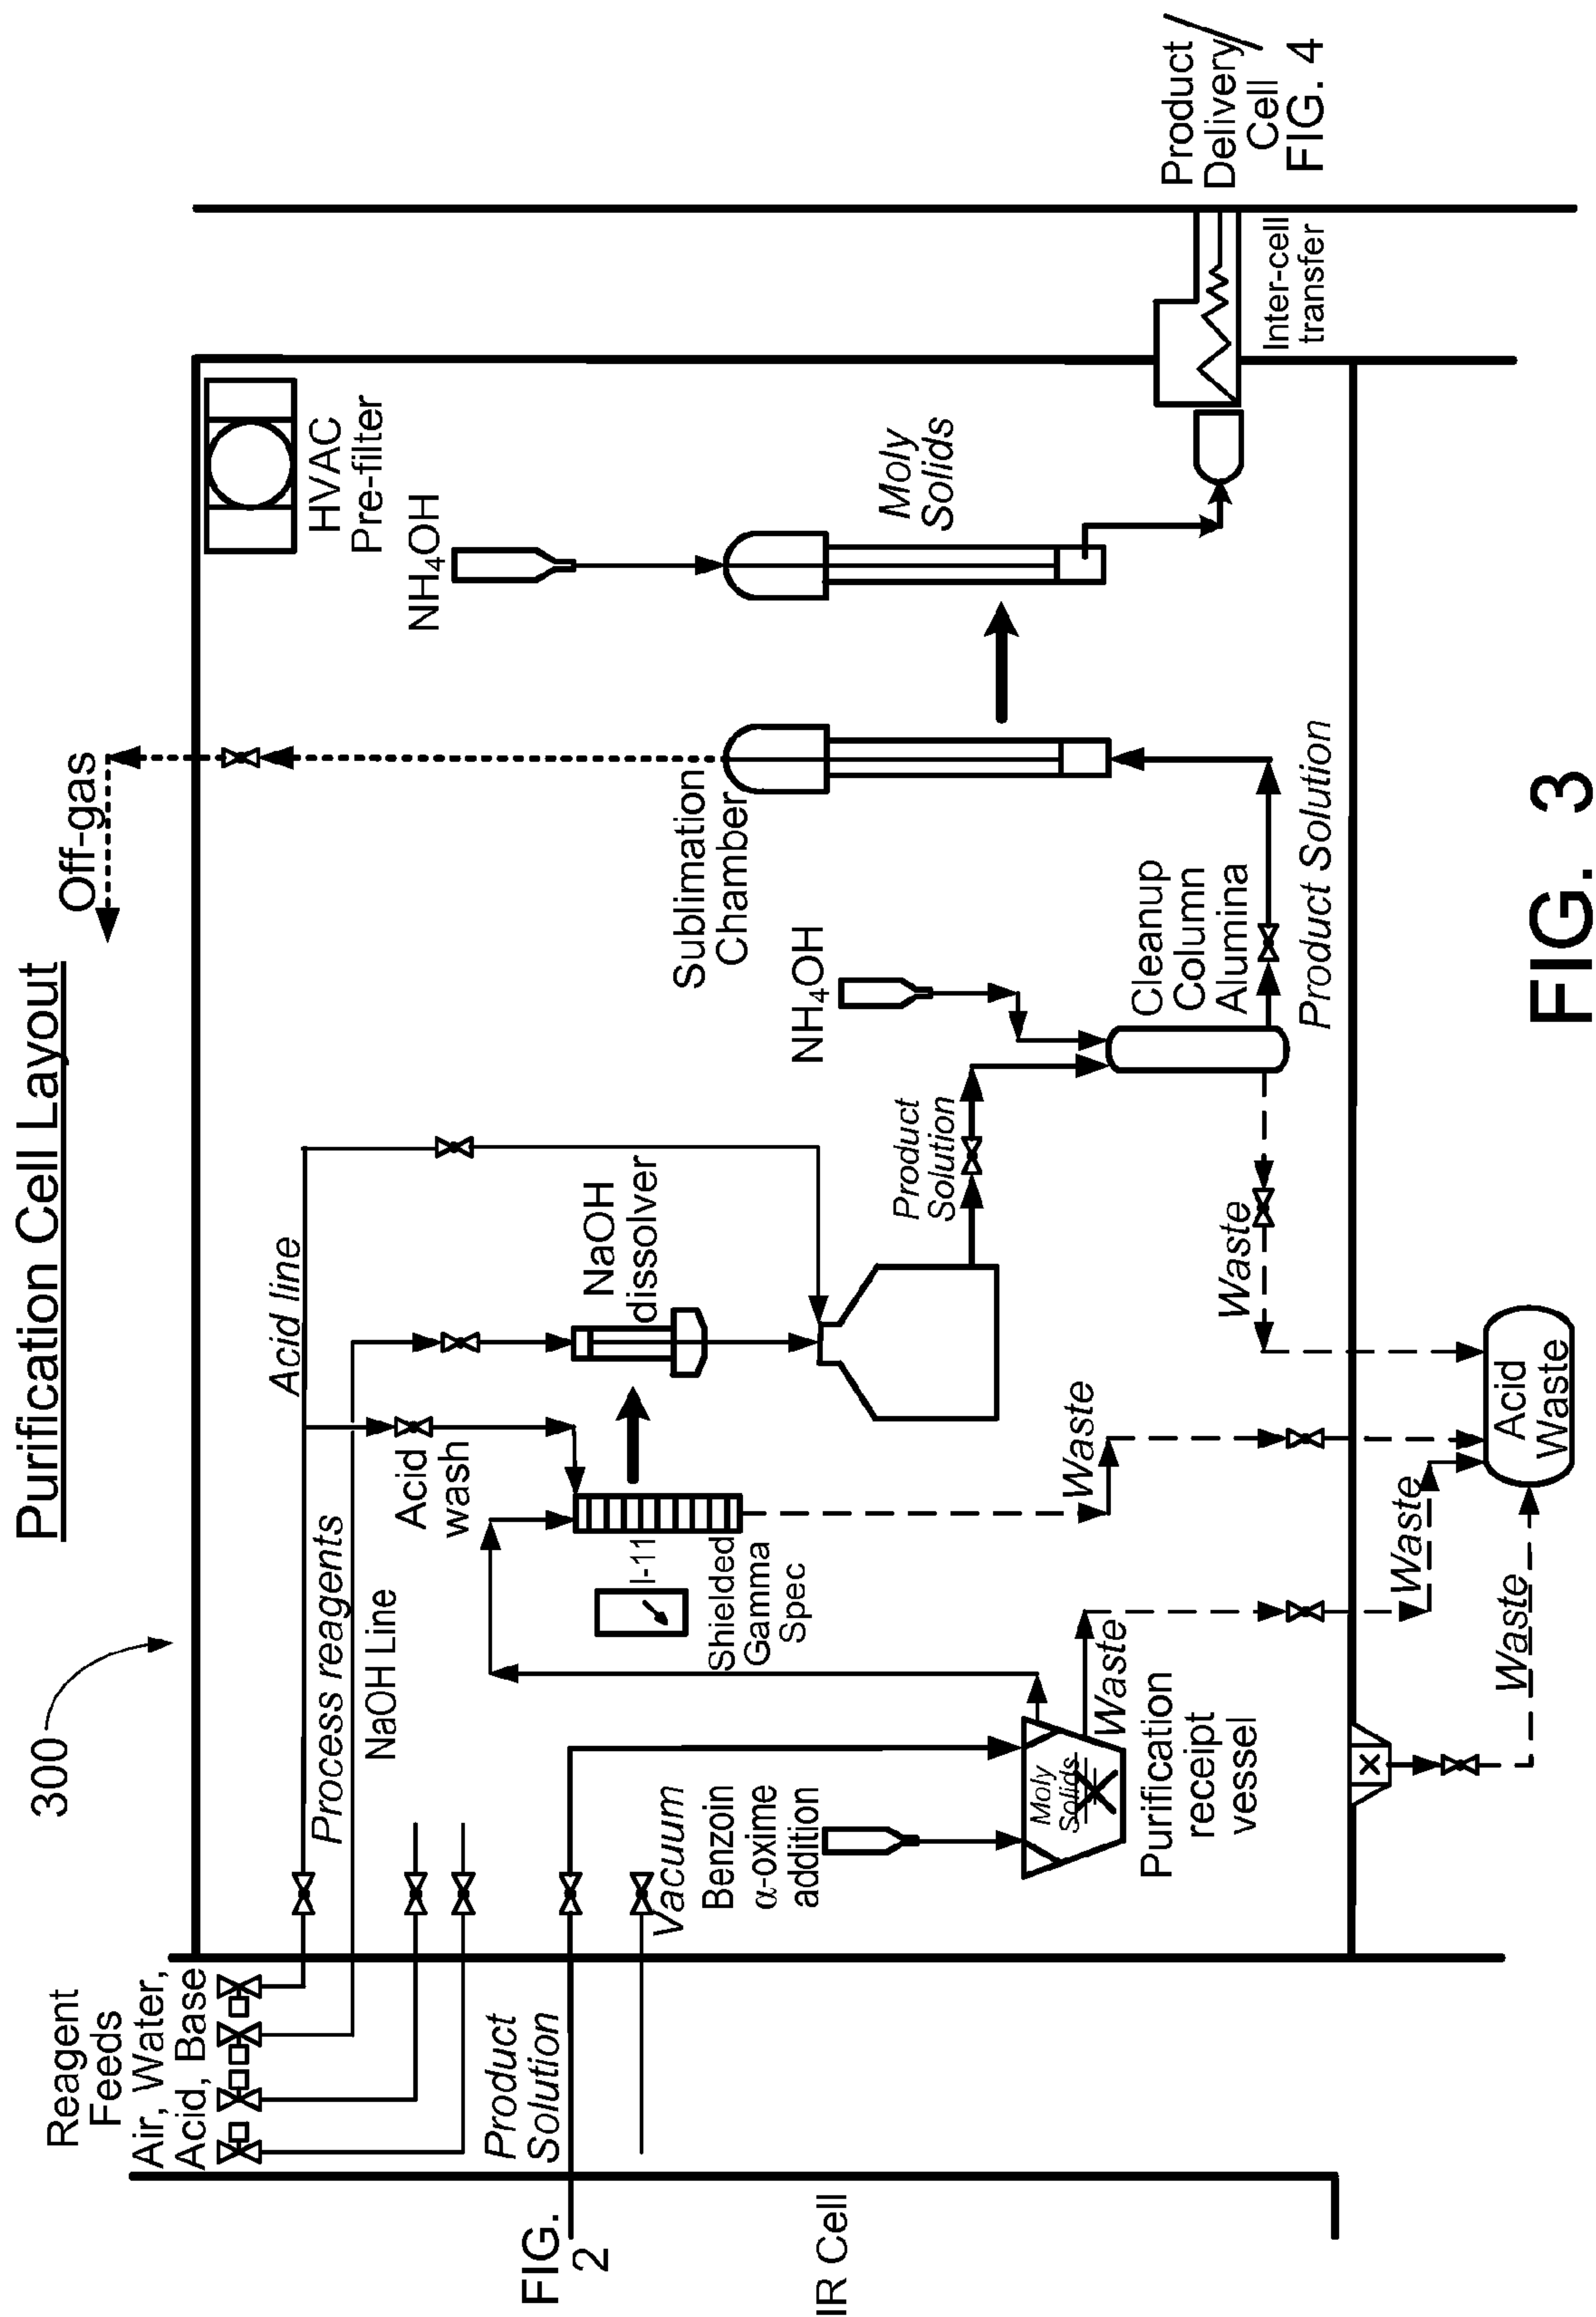 Purification Cell Layout
300
Reagent
Feeds
Air, Water,
Acid, Base
Process reagents
NaOH Line
Acid line
Off-gas
HVAC
Pre-filter
Acid
wash
NaOH
dissolver
NH4OH
Sublimation
Chamber
NH4OH
Moly
Solids
Product
Solution
FIG.
2
IR Cell
Vacuum
Benzoin
α-oxime
addition
Moly
Solids
Purification
receipt
vessel
I-11
Shielded
Gamma
Spec
Product
Solution
Cleanup
Column
Alumina
Product Solution
Inter-cell
transfer
Product
Delivery
Cell
FIG. 4
Waste
Waste
Waste
Waste
Waste
Acid
Waste
FIG. 3